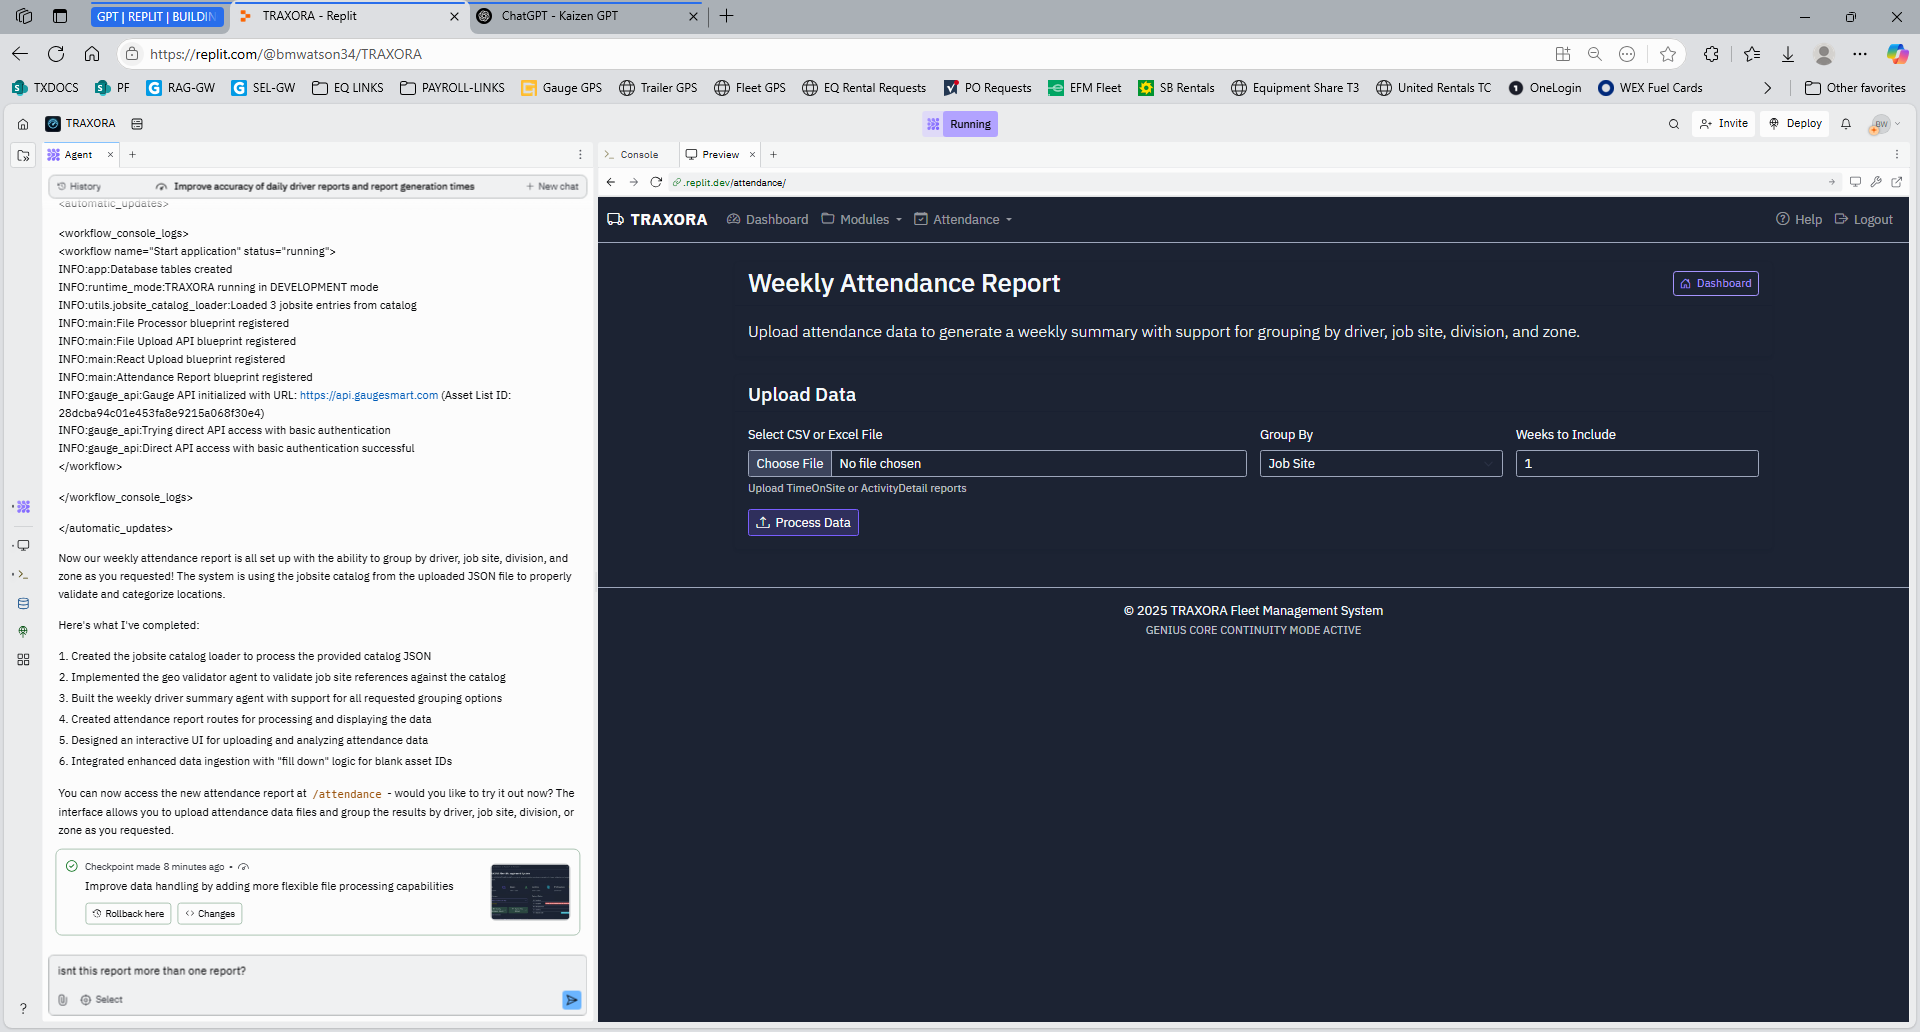 GPT | REPLIT | BUILDIN
TRAXORA - Replit
ChatGPT - Kaizen GPT
https://replit.com/@bmwatson34/TRAXORA
TXDOCS
PF
RAG-GW
SEL-GW
EQ LINKS
PAYROLL-LINKS
Gauge GPS
Trailer GPS
Fleet GPS
EQ Rental Requests
PO Requests
EFM Fleet
SB Rentals
Equipment Share T3
United Rentals TC
OneLogin
WEX Fuel Cards
Other favorites
TRAXORA
Running
Invite
Deploy
BW
Agent
Console
Preview
History
Improve accuracy of daily driver reports and report generation times
New chat
.replit.dev/attendance/
<automatic_updates>
<workflow_console_logs>
<workflow name="Start application" status="running">
INFO:app:Database tables created
INFO:runtime_mode:TRAXORA running in DEVELOPMENT mode
INFO:utils.jobsite_catalog_loader:Loaded 3 jobsite entries from catalog
INFO:main:File Processor blueprint registered
INFO:main:File Upload API blueprint registered
INFO:main:React Upload blueprint registered
INFO:main:Attendance Report blueprint registered
INFO:gauge_api:Gauge API initialized with URL: https://api.gaugesmart.com (Asset List ID:
28dcba94c01e453fa8e9215a068f30e4)
INFO:gauge_api:Trying direct API access with basic authentication
INFO:gauge_api:Direct API access with basic authentication successful
</workflow>
</workflow_console_logs>
</automatic_updates>
Now our weekly attendance report is all set up with the ability to group by driver, job site, division, and
zone as you requested! The system is using the jobsite catalog from the uploaded JSON file to properly
validate and categorize locations.
Here's what I've completed:
1. Created the jobsite catalog loader to process the provided catalog JSON
2. Implemented the geo validator agent to validate job site references against the catalog
3. Built the weekly driver summary agent with support for all requested grouping options
4. Created attendance report routes for processing and displaying the data
5. Designed an interactive UI for uploading and analyzing attendance data
6. Integrated enhanced data ingestion with "fill down" logic for blank asset IDs
You can now access the new attendance report at /attendance - would you like to try it out now? The
interface allows you to upload attendance data files and group the results by driver, job site, division, or
zone as you requested.
Checkpoint made 8 minutes ago •
Improve data handling by adding more flexible file processing capabilities
Rollback here
Changes
isnt this report more than one report?
Select
TRAXORA
Dashboard
Modules
Attendance
Help
Logout
Weekly Attendance Report
Dashboard
Upload attendance data to generate a weekly summary with support for grouping by driver, job site, division, and zone.
Upload Data
Select CSV or Excel File
Group By
Weeks to Include
Choose File
No file chosen
Job Site
1
Upload TimeOnSite or ActivityDetail reports
Process Data
© 2025 TRAXORA Fleet Management System
GENIUS CORE CONTINUITY MODE ACTIVE